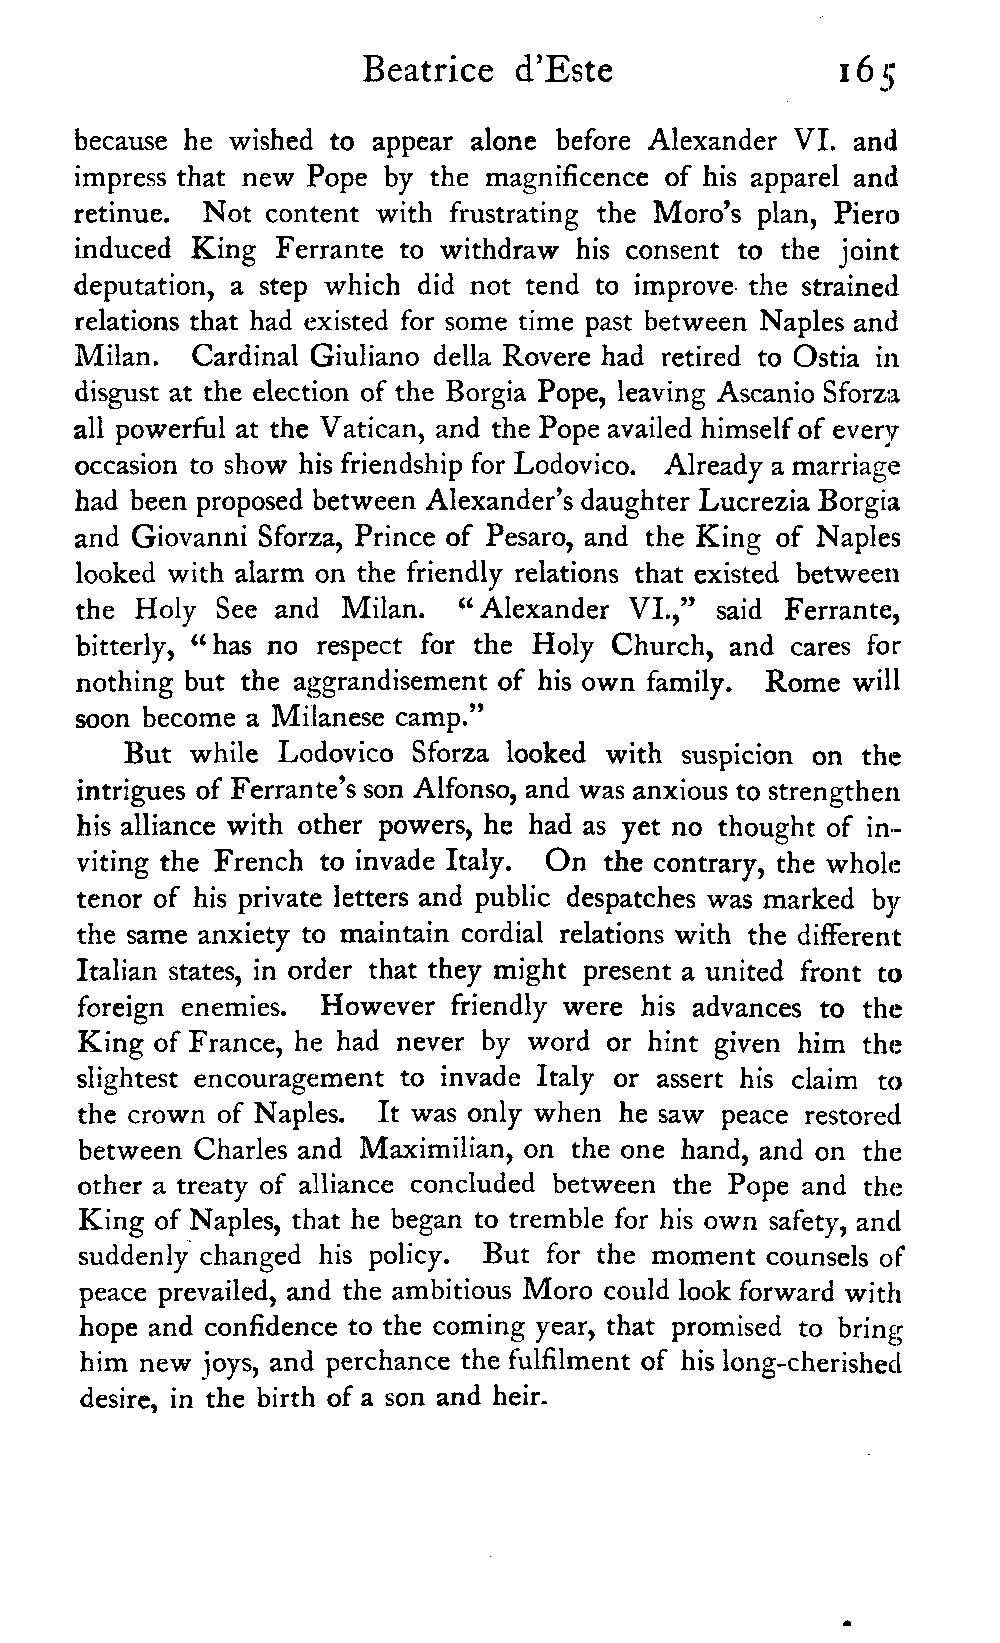 Beatrice d'Este 165
because he wished to appear alone before Alexander VI. and
impress that new Pope by the magnificence of his apparel and
retinue. Not content with frustrating the Moro's plan, Piero
induced King Ferrante to withdraw his consent to the joint
deputation, a step which did not tend to improve the strained
relations that had existed for some time past between Naples and
Milan. Cardinal Giuliano della Rovere had retired to Ostia in
disgust at the election of the Borgia Pope, leaving Ascanio Sforza
all powerful at the Vatican, and the Pope availed himself of every
occasion to show his friendship for Lodovico. Already a marriage
had been proposed between Alexander's daughter Lucrezia Borgia
and Giovanni Sforza, Prince of Pesaro, and the King of Naples
looked with alarm on the friendly relations that existed between
the Holy See and Milan. "Alexander VI.," said Ferrante,
bitterly, "has no respect for the Holy Church, and cares for
nothing but the aggrandisement of his own family. Rome will
soon become a Milanese camp."
But while Lodovico Sforza looked with suspicion on the
intrigues of Ferrante's son Alfonso, and was anxious to strengthen
his alliance with other powers, he had as yet no thought of in-
viting the French to invade Italy. On the contrary, the whole
tenor of his private letters and public despatches was marked by
the same anxiety to maintain cordial relations with the different
Italian states, in order that they might present a united front to
foreign enemies. However friendly were his advances to the
King of France, he had never by word or hint given him the
slightest encouragement to invade Italy or assert his claim to
the crown of Naples. It was only when he saw peace restored
between Charles and Maximilian, on the one hand, and on the
other a treaty of alliance concluded between the Pope and the
King of Naples, that he began to tremble for his own safety, and
suddenly changed his policy. But for the moment counsels of
peace prevailed, and the ambitious Moro could look forward with
hope and confidence to the coming year, that promised to bring
him new joys, and perchance the fulfilment of his long-cherished
desire, in the birth of a son and heir.